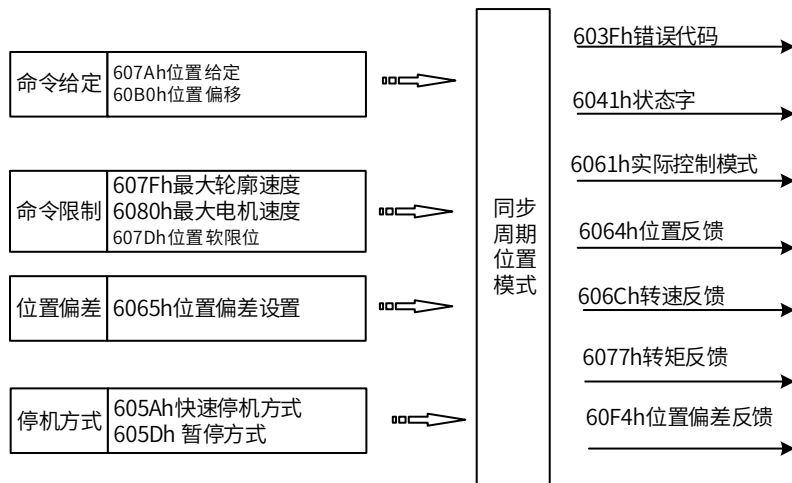 命令给定
607Ah位置给定
60B0h位置偏移
命令限制
607Fh最大轮廓速度
6080h最大电机速度
607Dh位置软限位
位置偏差
6065h位置偏差设置
停机方式
605Ah快速停机方式
605Dh 暂停方式
同步
周期
位置
模式
603Fh错误代码
6041h状态字
6061h实际控制模式
6064h位置反馈
606Ch转速反馈
6077h转矩反馈
60F4h位置偏差反馈